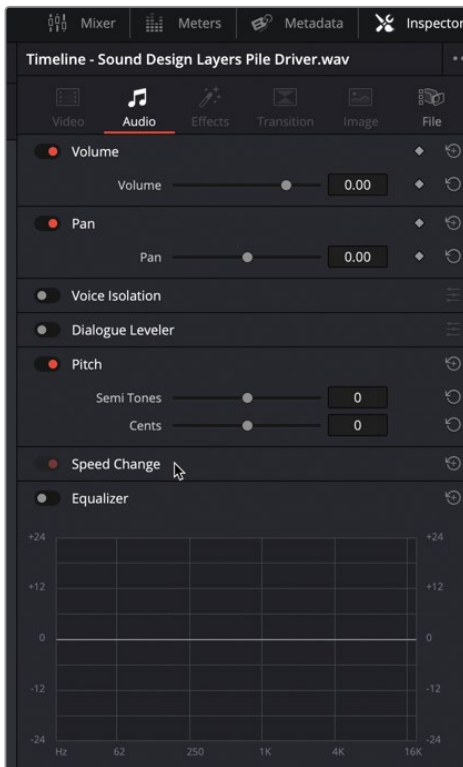 Mixer Meters Metadata Inspector
Timeline - Sound Design Layers Pile Driver.wav
Video Audio Effects Transition Image File
Volume
Volume 0.00
Pan
Pan 0.00
Voice Isolation
Dialogue Leveler
Pitch
Semi Tones 0
Cents 0
Speed Change
Equalizer
+24 +24
+12 +12
0 0
-12 -12
-24 -24
Hz 62 250 1K 4K 16K